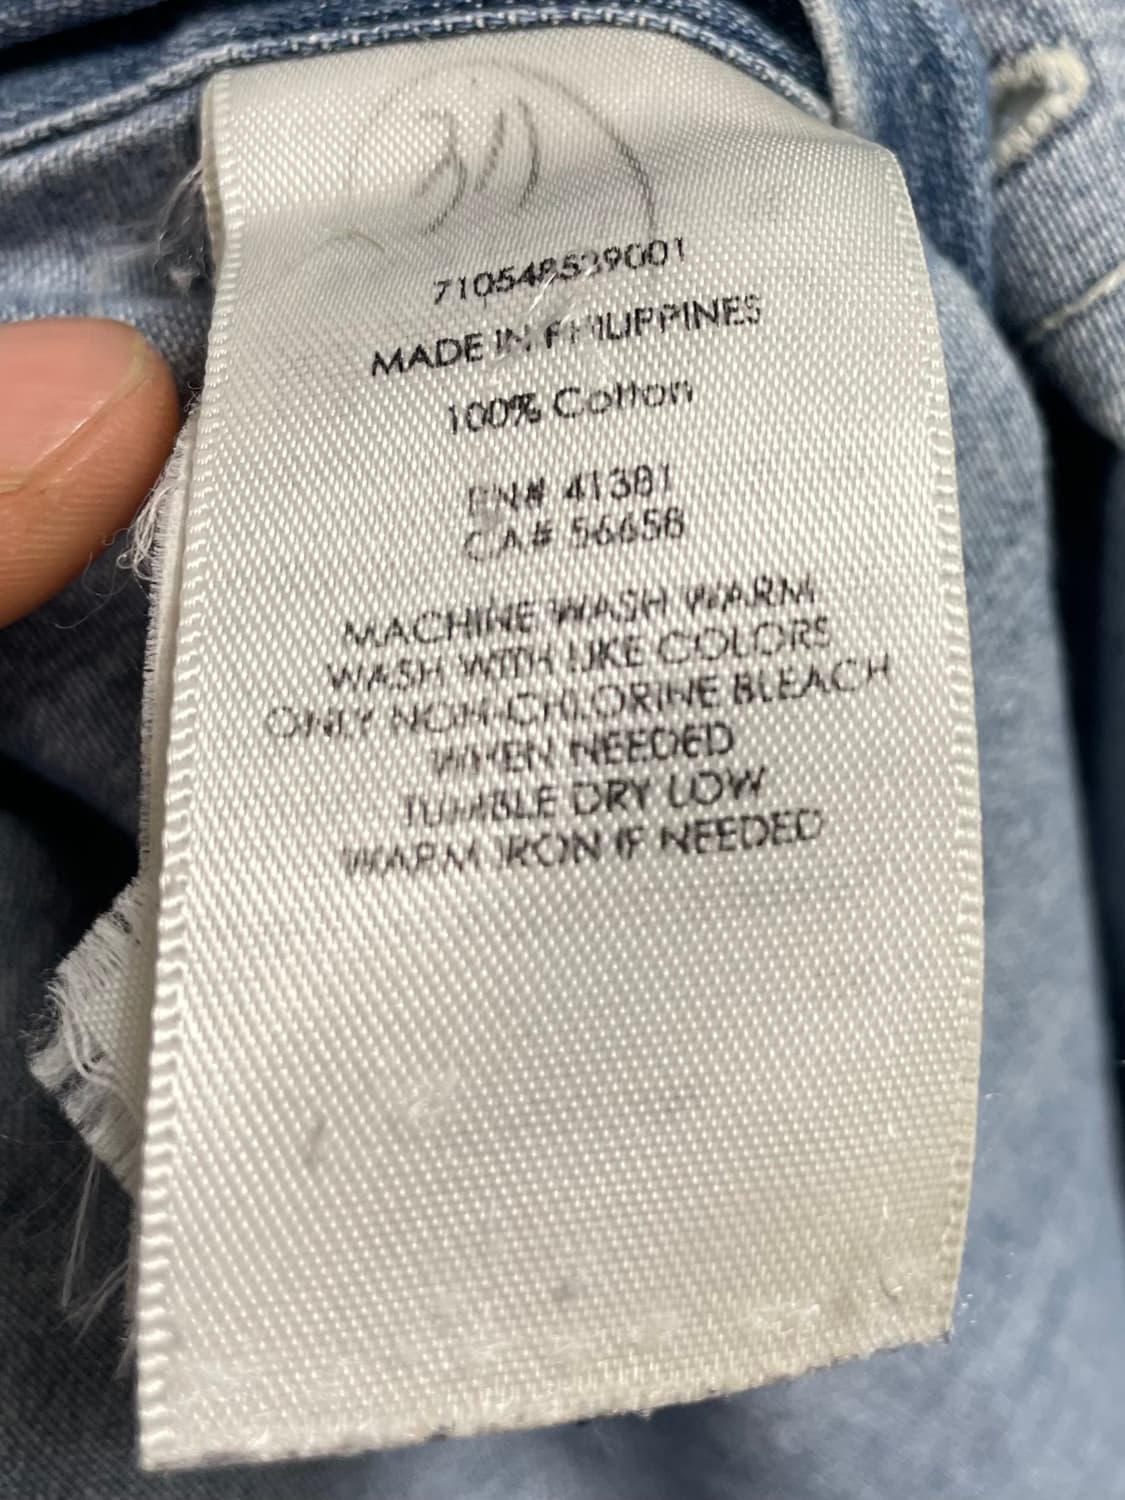 710548539001
MADE IN PHILIPPINES
100% Cotton
RN# 41381
CA# 56658
MACHINE WASH WARM
WASH WITH LIKE COLORS
ONLY NON-CHLORINE BLEACH
WHEN NEEDED
TUMBLE DRY LOW
WARM IRON IF NEEDED